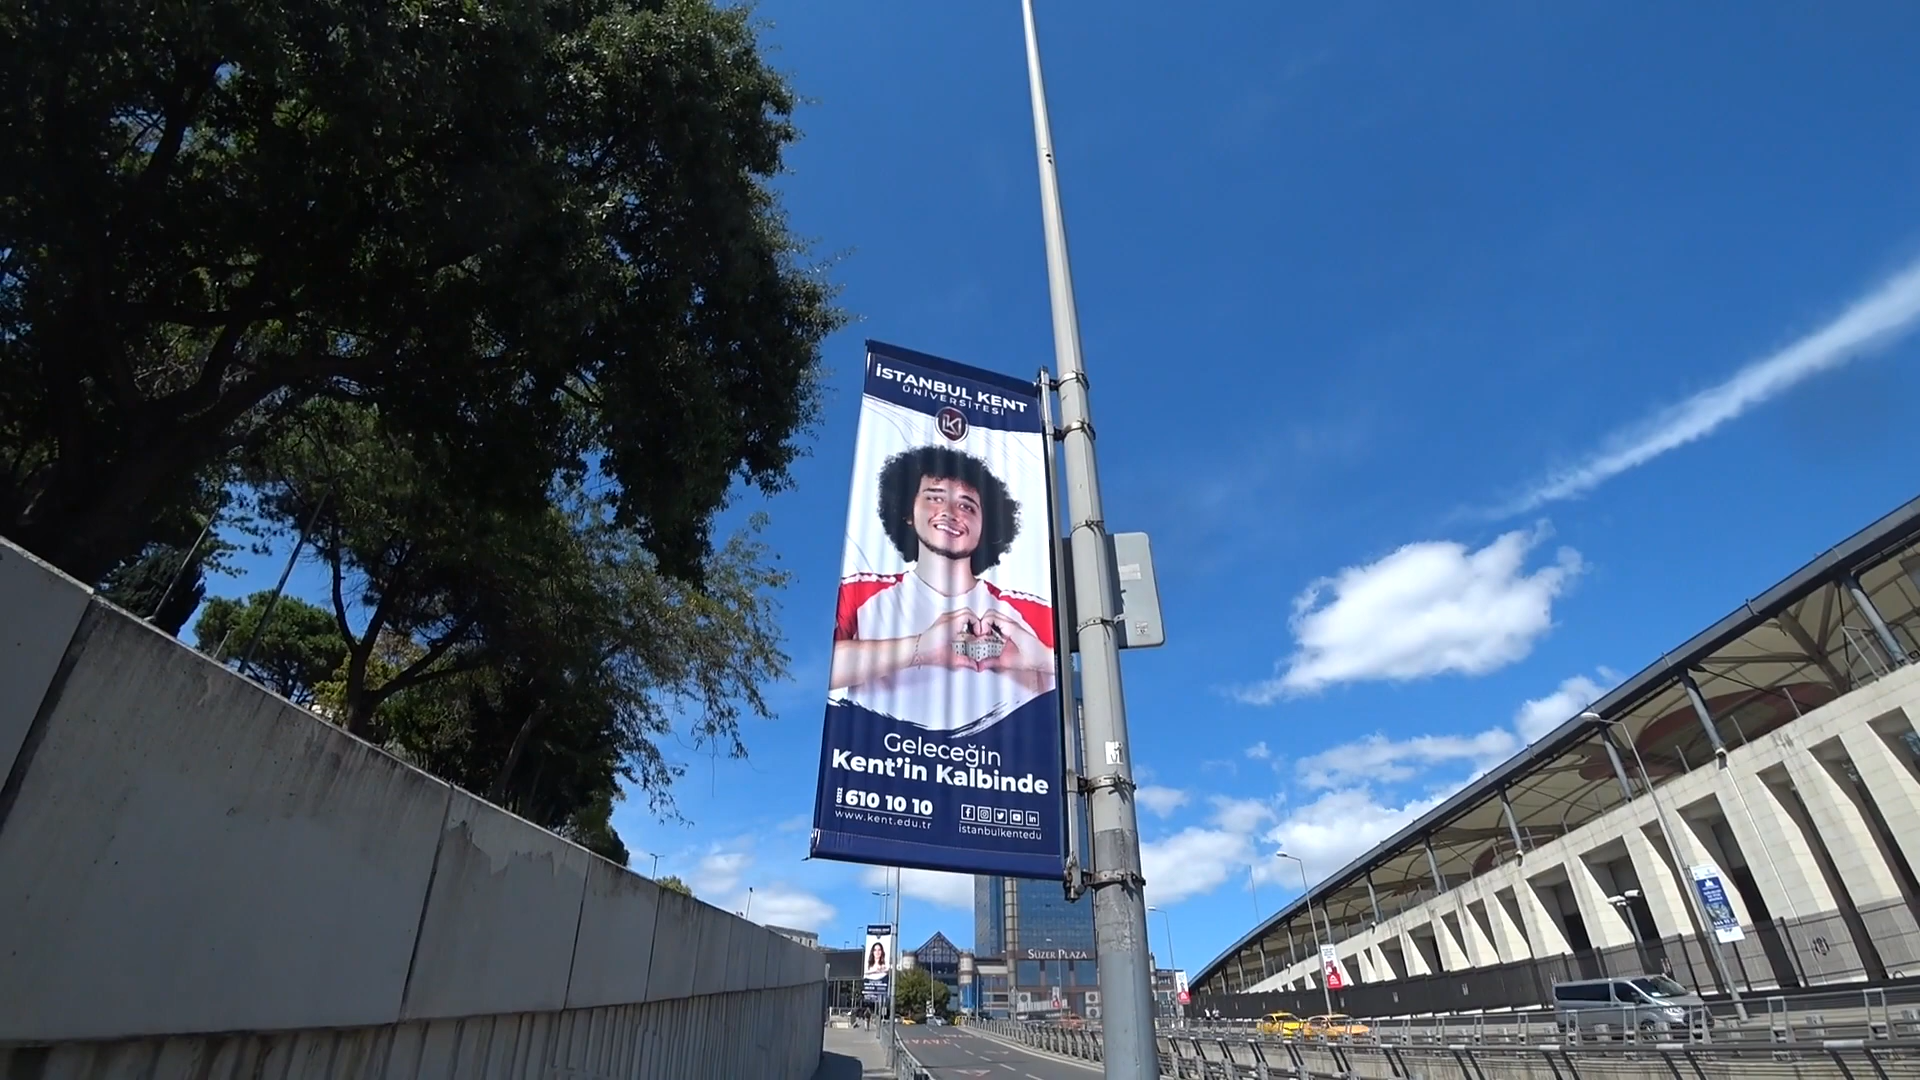 İSTANBUL KENT
ÜNİVERSİTESİ
Geleceğin
Kent'in Kalbinde
0212 610 10 10
www.kent.edu.tr
istanbulkentedu
SÜZER PLAZA